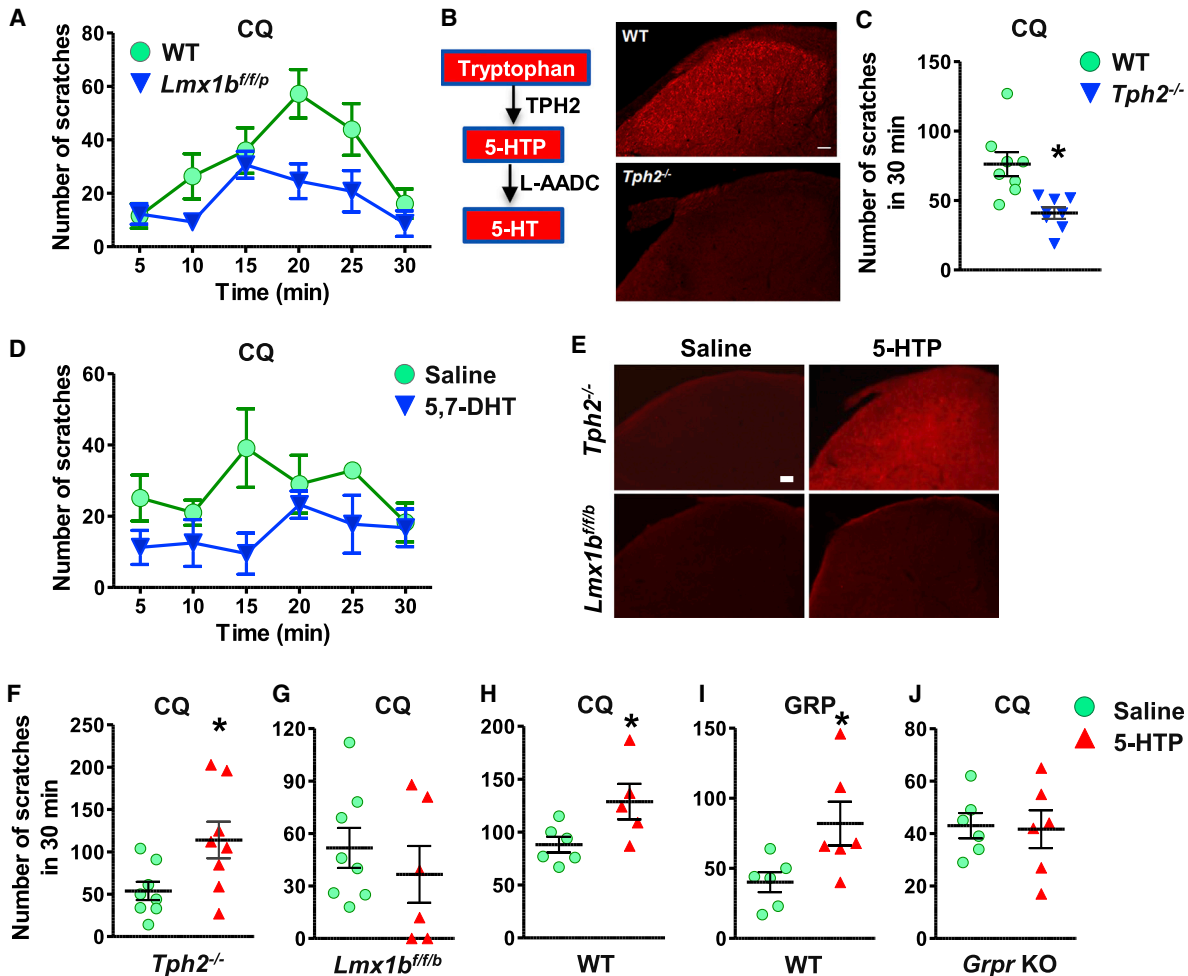 A
CQ
WT
Lmx1b^f/f/p
Number of scratches
80
60
40
20
0
5 10 15 20 25 30
Time (min)
B
Tryptophan
TPH2
5-HTP
L-AADC
5-HT
WT
Tph2-/-
C
CQ
WT
Tph2-/-
Number of scratches
in 30 min
150
100
50
0
*
D
CQ
Saline
5,7-DHT
Number of scratches
60
40
20
0
5 10 15 20 25 30
Time (min)
E
Saline 5-HTP
Tph2-/-
Lmx1b^f/f/b
F
CQ
Number of scratches
in 30 min
250
200
150
100
50
0
*
Tph2-/-
G
CQ
120
90
60
30
0
Lmx1b^f/f/b
H
CQ
200
150
100
50
0
*
WT
I
GRP
150
100
50
0
*
WT
J
CQ
80
60
40
20
0
Grpr KO
Saline
5-HTP